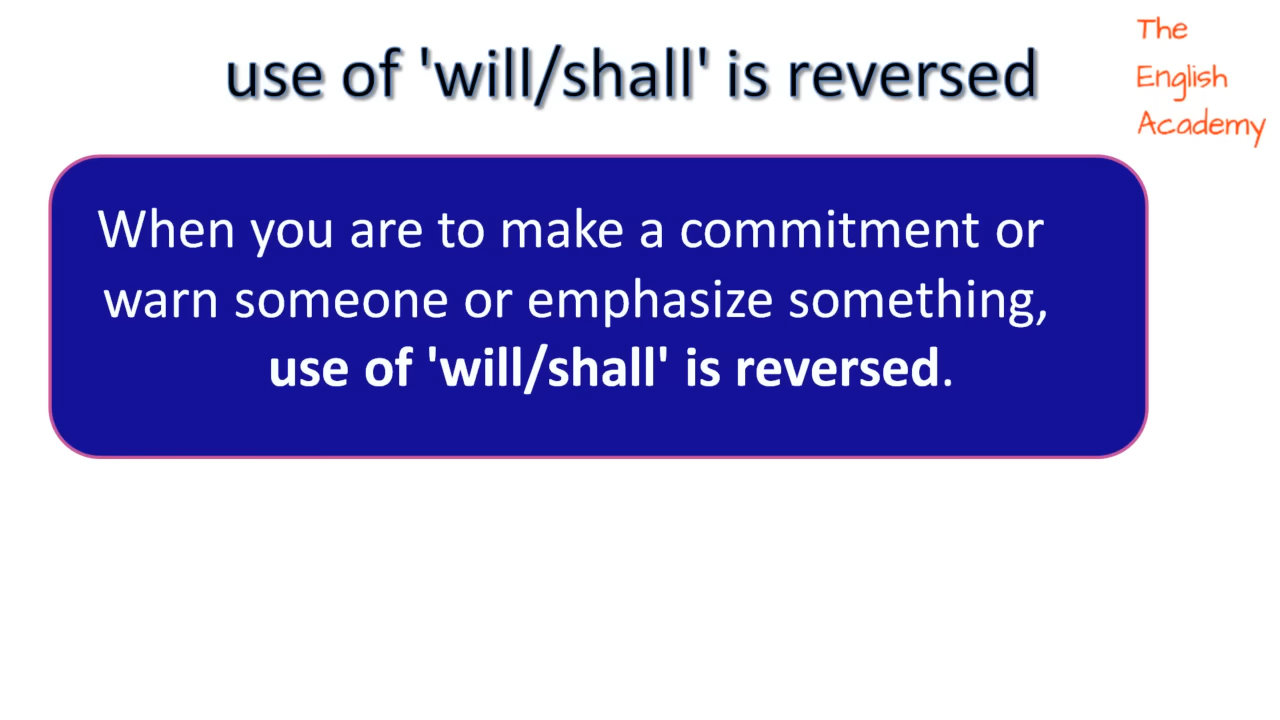 use of 'will/shall' is reversed
The
English
Academy
When you are to make a commitment or
warn someone or emphasize something,
use of 'will/shall' is reversed.